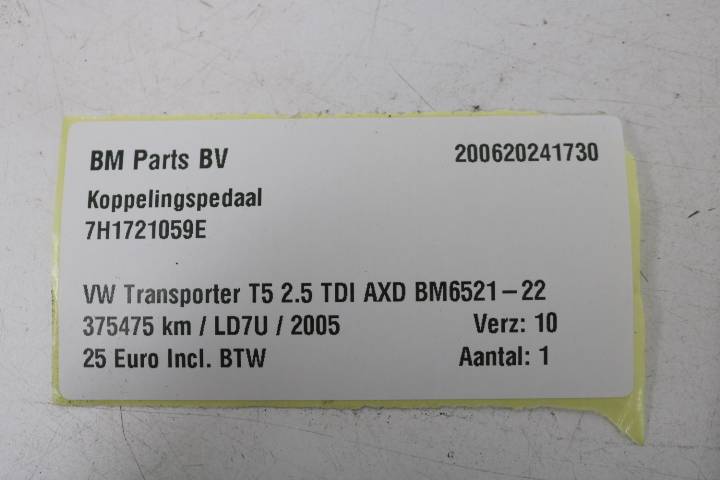 BM Parts BV 200620241730
Koppelingspedaal
7H1721059E
VW Transporter T5 2.5 TDI AXD BM6521-22
375475 km / LD7U / 2005 Verz: 10
25 Euro Incl. BTW Aantal: 1